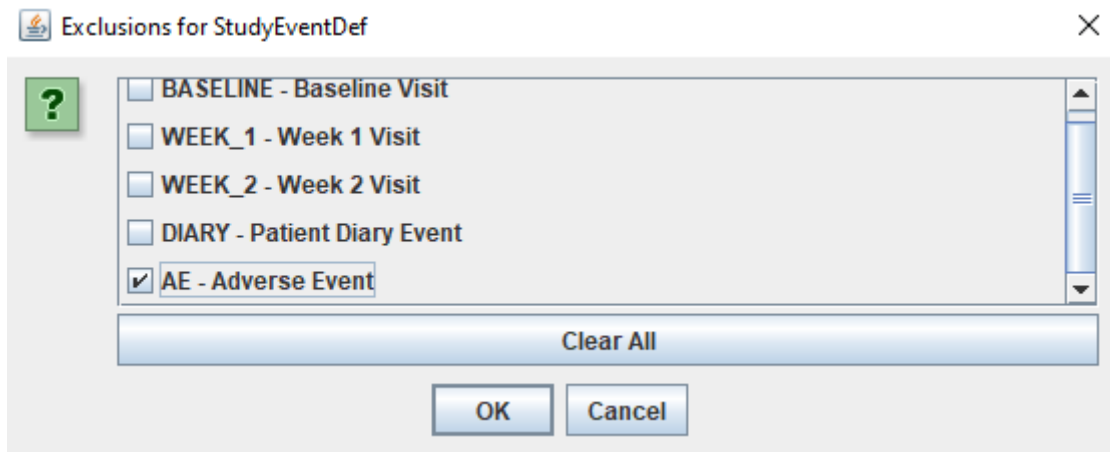 Exclusions for StudyEventDef
?
BASELINE - Baseline Visit
WEEK_1 - Week 1 Visit
WEEK_2 - Week 2 Visit
DIARY - Patient Diary Event
AE - Adverse Event
Clear All
OK Cancel